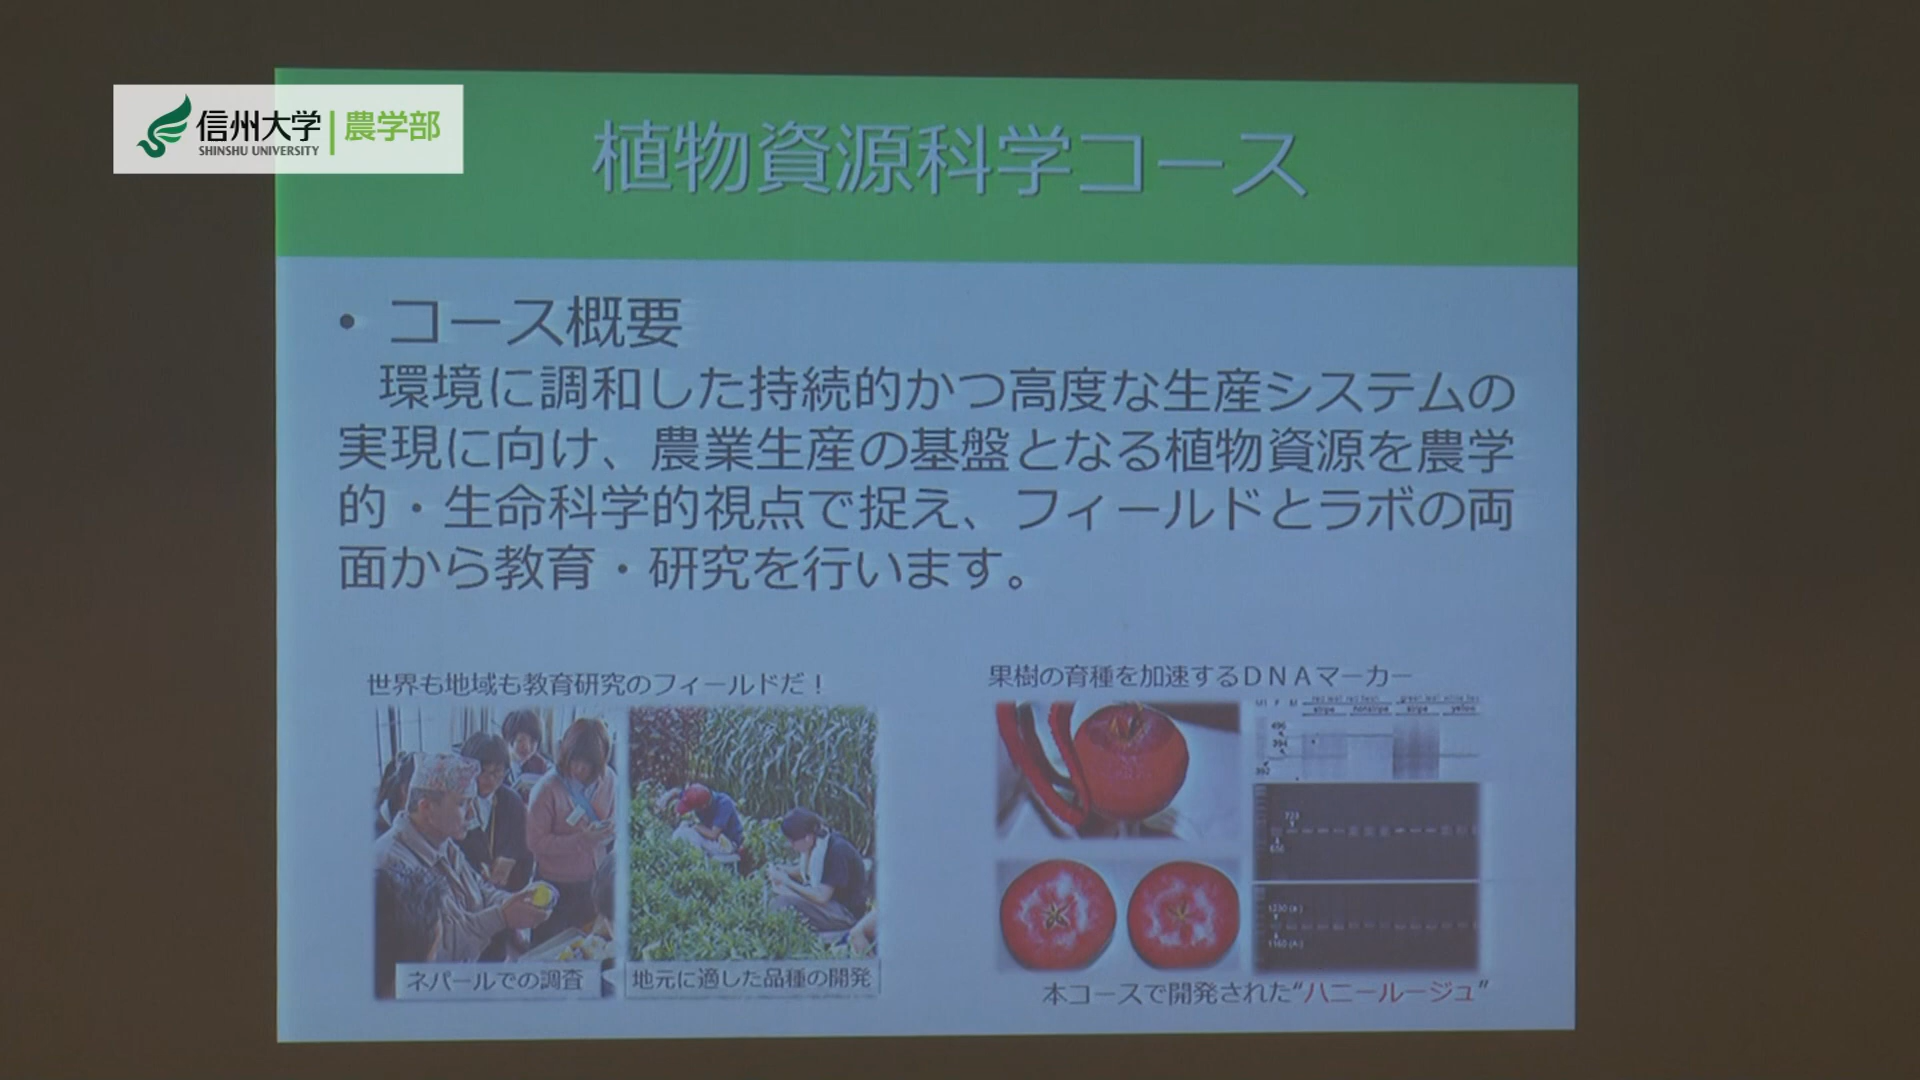 信州大学 | 農学部
SHINSHU UNIVERSITY
植物資源科学コース
• コース概要
環境に調和した持続的かつ高度な生産システムの
実現に向け、農業生産の基盤となる植物資源を農学
的・生命科学的視点で捉え、フィールドとラボの両
面から教育・研究を行います。
世界も地域も教育研究のフィールドだ！
果樹の育種を加速するDNAマーカー
ネパールでの調査
地元に適した品種の開発
496
394
392
723
本コースで開発された“ハニールージュ”